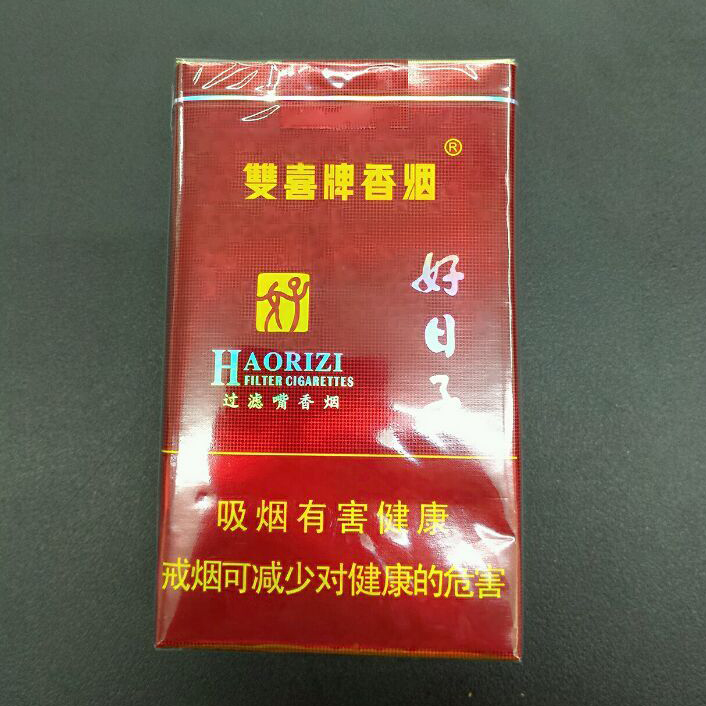 雙喜牌香烟®
好日子
好
HAORIZI
FILTER CIGARETTES
过滤嘴香烟
吸烟有害健康
戒烟可减少对健康的危害